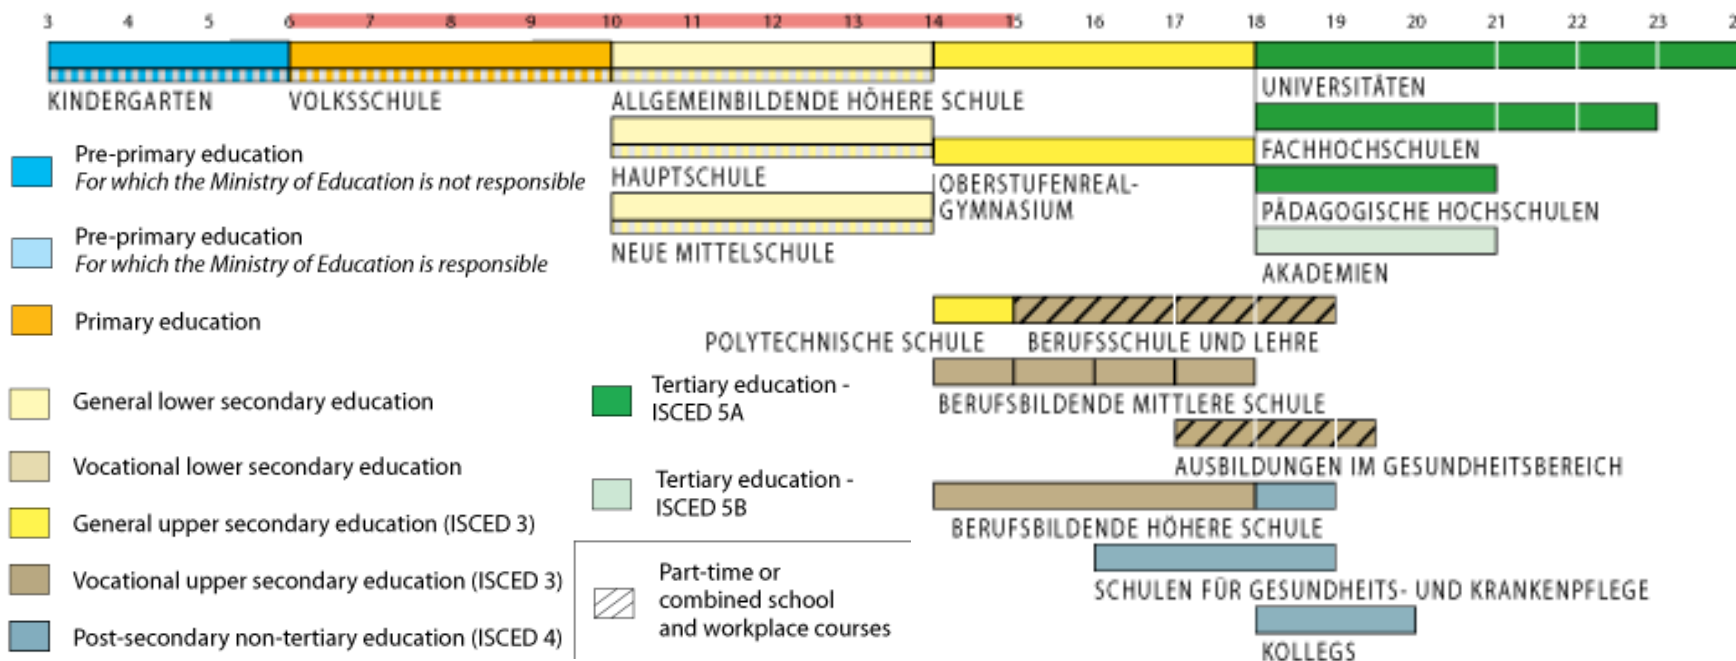 3 4 5 6 7 8 9 10 11 12 13 14 15 16 17 18 19 20 21 22 23
KINDERGARTEN
VOLKSSCHULE
ALLGEMEINBILDENDE HÖHERE SCHULE
UNIVERSITÄTEN
FACHHOCHSCHULEN
HAUPTSCHULE
OBERSTUFENREAL-
GYMNASIUM
PÄDAGOGISCHE HOCHSCHULEN
NEUE MITTELSCHULE
AKADEMIEN
POLYTECHNISCHE SCHULE
BERUFSSCHULE UND LEHRE
BERUFSBILDENDE MITTLERE SCHULE
AUSBILDUNGEN IM GESUNDHEITSBEREICH
BERUFSBILDENDE HÖHERE SCHULE
SCHULEN FÜR GESUNDHEITS- UND KRANKENPFLEGE
KOLLEGS
Pre-primary education
For which the Ministry of Education is not responsible
Pre-primary education
For which the Ministry of Education is responsible
Primary education
General lower secondary education
Vocational lower secondary education
General upper secondary education (ISCED 3)
Vocational upper secondary education (ISCED 3)
Post-secondary non-tertiary education (ISCED 4)
Tertiary education -
ISCED 5A
Tertiary education -
ISCED 5B
Part-time or
combined school
and workplace courses